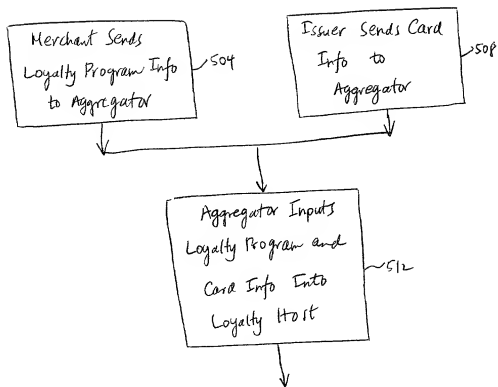 Merchant Sends
Loyalty Program Info
to Aggregator
504
Issuer Sends Card
Info to
Aggregator
508
Aggregator Inputs
Loyalty Program and
Card Info Into
Loyalty Host
512